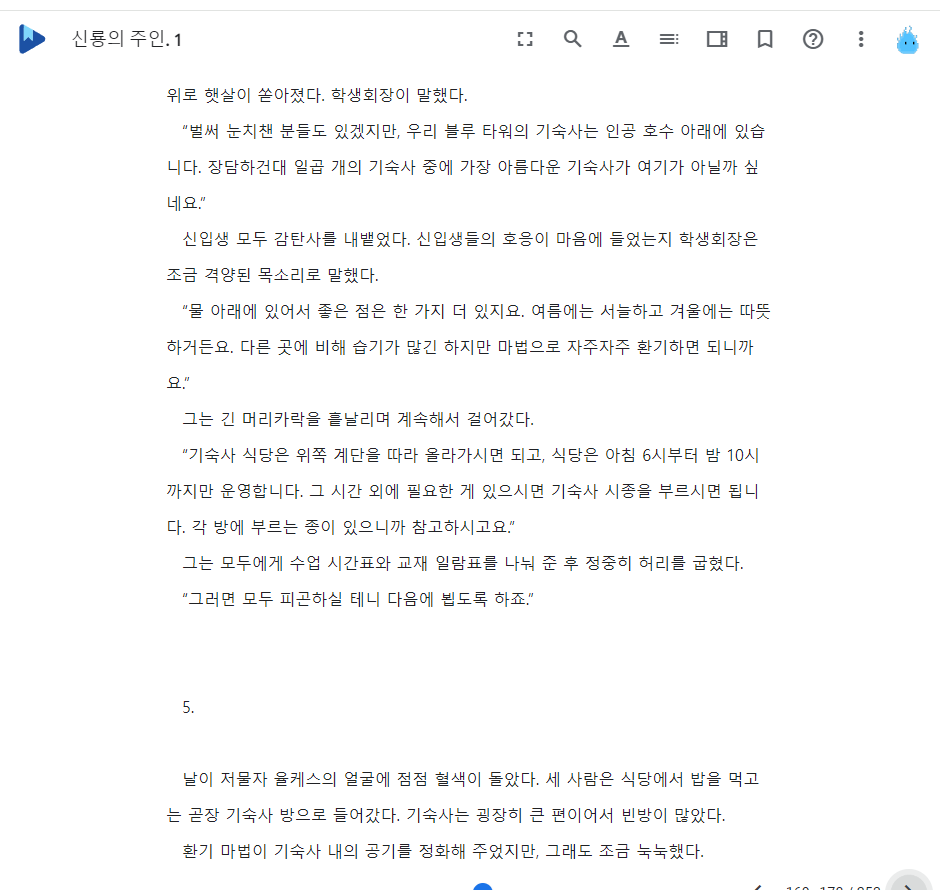 신룡의 주인. 1
위로 햇살이 쏟아졌다. 학생회장이 말했다.
“벌써 눈치챈 분들도 있겠지만, 우리 블루 타워의 기숙사는 인공 호수 아래에 있습
니다. 장담하건대 일곱 개의 기숙사 중에 가장 아름다운 기숙사가 여기가 아닐까 싶
네요.”
신입생 모두 감탄사를 내뱉었다. 신입생들의 호응이 마음에 들었는지 학생회장은
조금 격양된 목소리로 말했다.
“물 아래에 있어서 좋은 점은 한 가지 더 있지요. 여름에는 서늘하고 겨울에는 따뜻
하거든요. 다른 곳에 비해 습기가 많긴 하지만 마법으로 자주자주 환기하면 되니까
요.”
그는 긴 머리카락을 흩날리며 계속해서 걸어갔다.
“기숙사 식당은 위쪽 계단을 따라 올라가시면 되고, 식당은 아침 6시부터 밤 10시
까지만 운영합니다. 그 시간 외에 필요한 게 있으시면 기숙사 시종을 부르시면 됩니
다. 각 방에 부르는 종이 있으니까 참고하시고요.”
그는 모두에게 수업 시간표와 교재 일람표를 나눠 준 후 정중히 허리를 굽혔다.
“그러면 모두 피곤하실 테니 다음에 뵙도록 하죠.”
5.
날이 저물자 율케스의 얼굴에 점점 혈색이 돌았다. 세 사람은 식당에서 밥을 먹고
는 곧장 기숙사 방으로 들어갔다. 기숙사는 굉장히 큰 편이어서 빈방이 많았다.
환기 마법이 기숙사 내의 공기를 정화해 주었지만, 그래도 조금 눅눅했다.